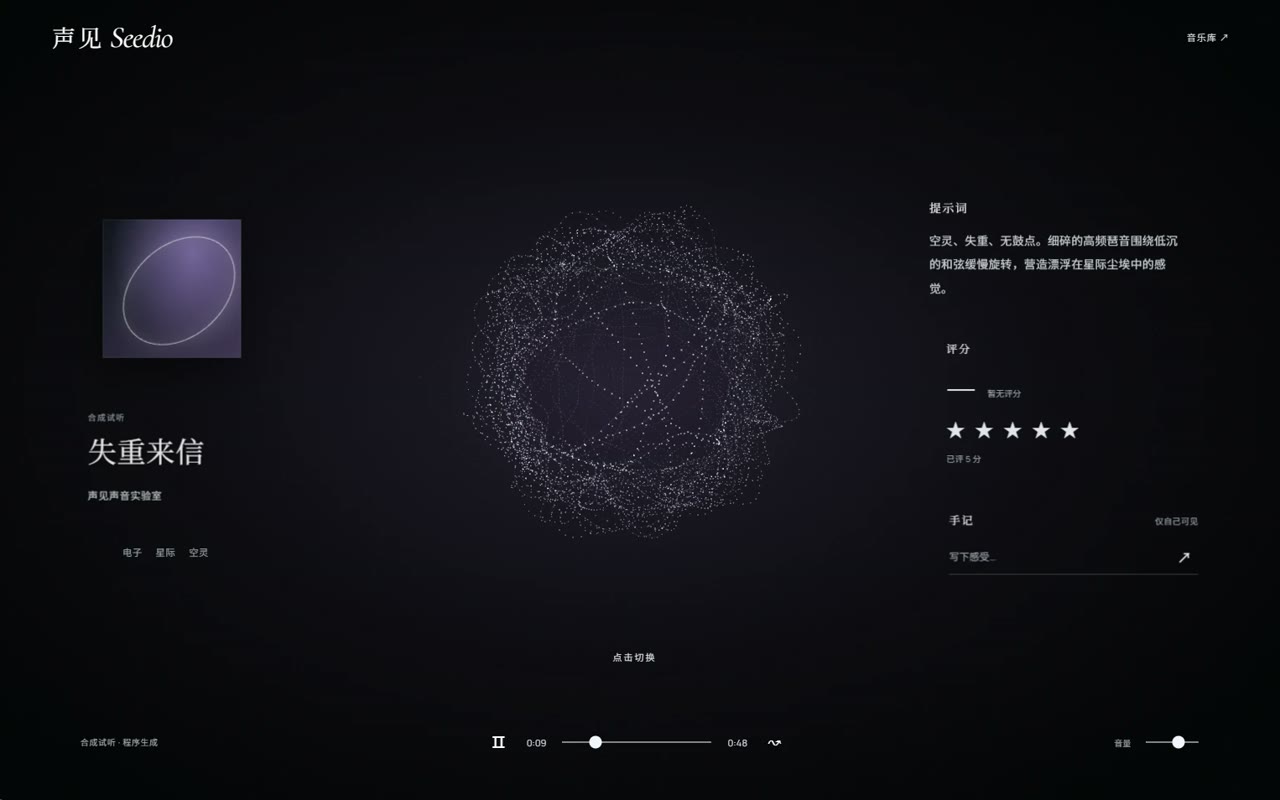 声见 Seedio
音乐库 ↗
提示词
空灵、失重、无鼓点。细碎的高频琶音围绕低沉
的和弦缓慢旋转，营造漂浮在星际尘埃中的感
觉。
评分
暂无评分
★ ★ ★ ★ ★
已评 5 分
合成试听
失重来信
声见声音实验室
电子 星际 空灵
手记 仅自己可见
写下感受… ↗
点击切换
合成试听 · 程序生成
0:09 0:48
音量